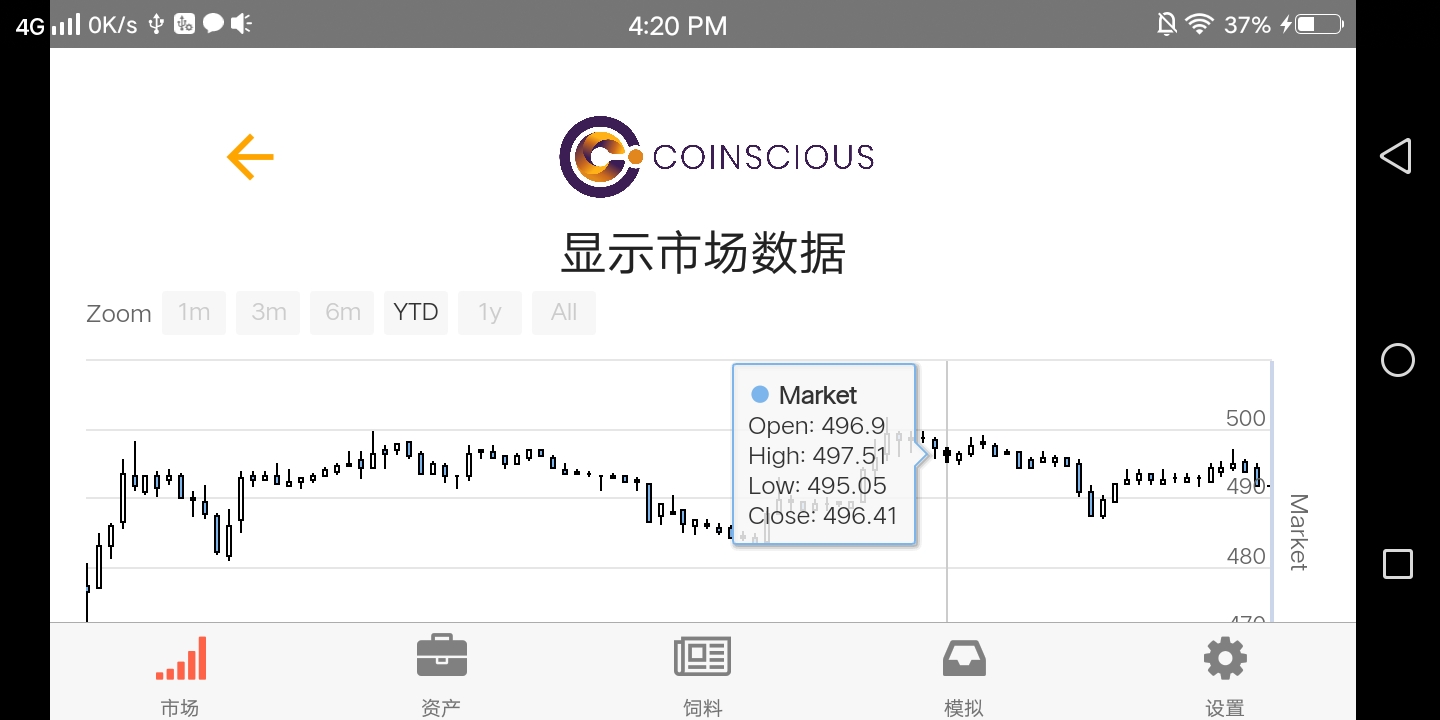 4G 0K/s 4:20 PM 37%
COINSCIOUS
显示市场数据
Zoom 1m 3m 6m YTD 1y All
Market
Open: 496.9
High: 497.51
Low: 495.05
Close: 496.41
500
490
480
470
Market
市场 资产 饲料 模拟 设置